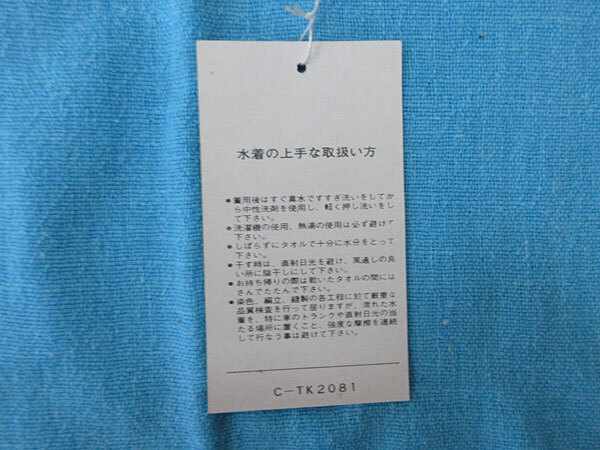 水着の上手な取扱い方
●着用後はすぐ真水ですすぎ洗いをしてから
中性洗剤を使用し、軽く押し洗いをし
て下さい。
●洗濯機の使用、熱湯の使用は必ず避けて
下さい。
●しぼらずにタオルで十分に水分をとって
下さい。
●干す時は、直射日光を避け、風通しの良
い所に陰干しにして下さい。
●お持ち帰りの際は乾いたタオルの間には
さんでたたんで下さい。
●染色、編立、縫製の各工程に於て厳重な
品質検査を行って居りますが、濡れた水
着を、特に車のトランクや直射日光の当
たる場所に置くこと、強度な摩擦を連続
して行なう事は避けて下さい。
C-TK2081